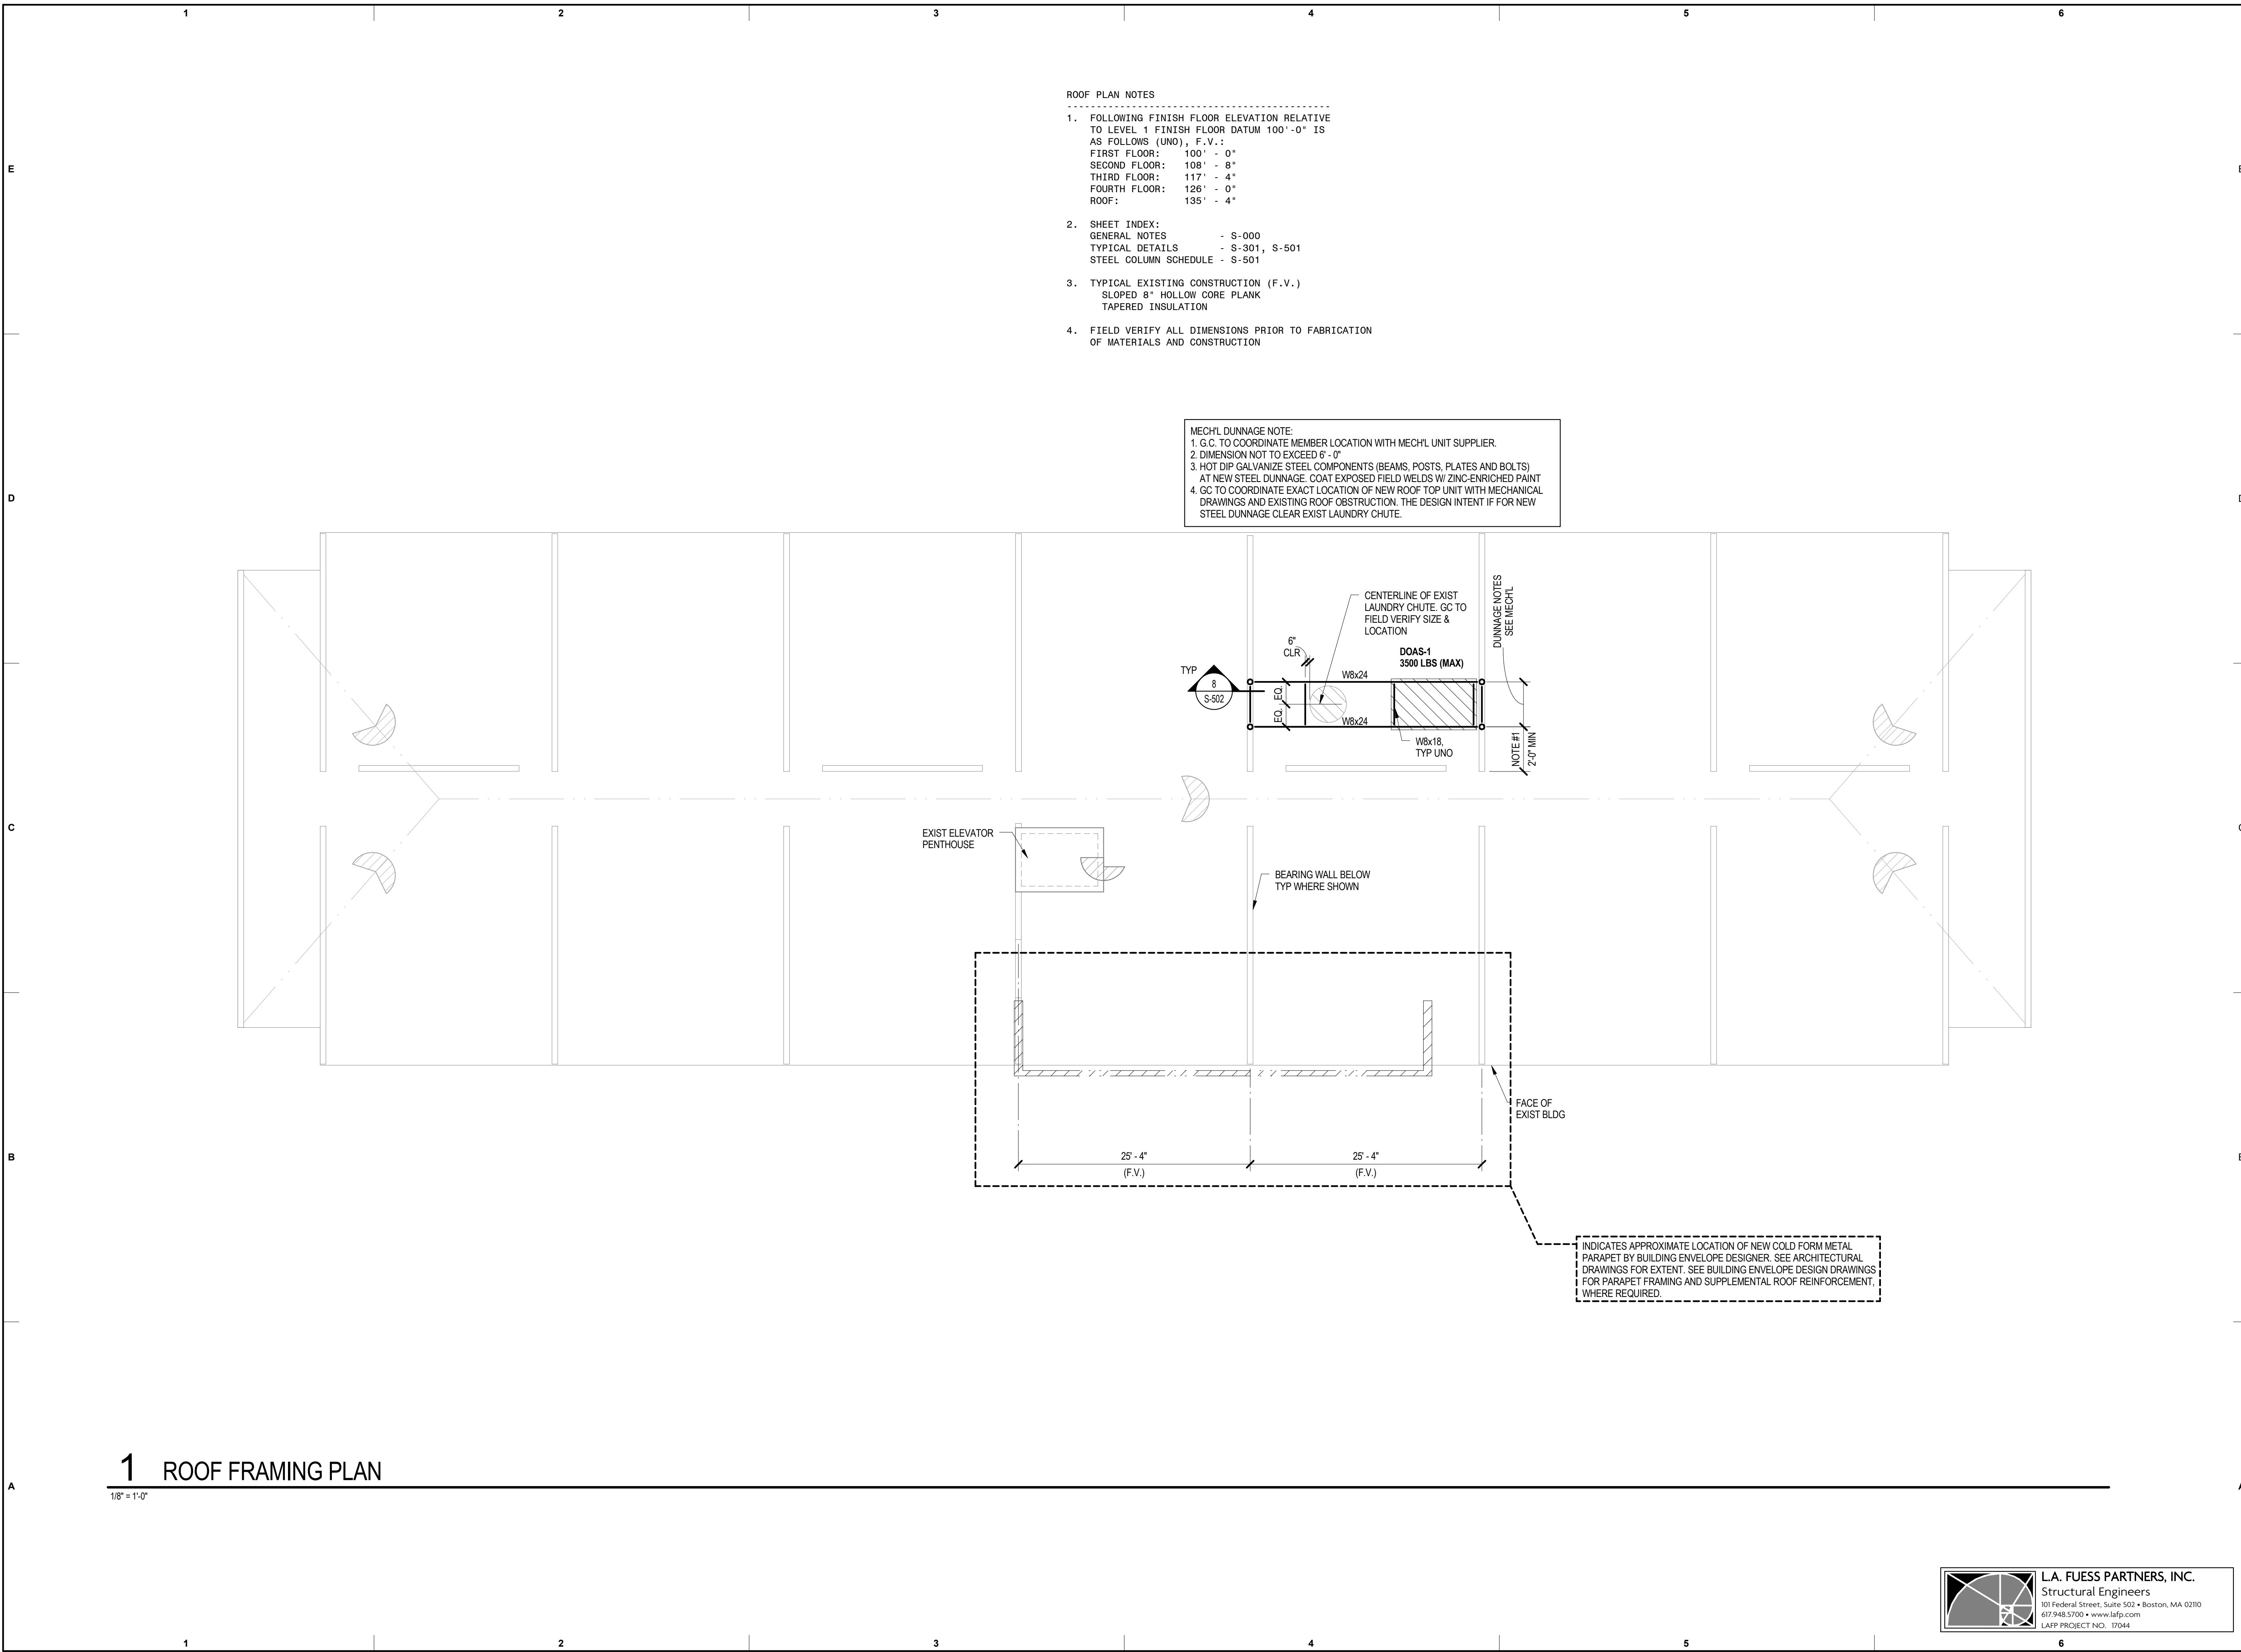 1 2 3 4 5 6
ROOF PLAN NOTES
---------------------------------------------
1. FOLLOWING FINISH FLOOR ELEVATION RELATIVE
TO LEVEL 1 FINISH FLOOR DATUM 100'-0" IS
AS FOLLOWS (UNO), F.V.:
FIRST FLOOR: 100' - 0"
SECOND FLOOR: 108' - 8"
THIRD FLOOR: 117' - 4"
FOURTH FLOOR: 126' - 0"
ROOF: 135' - 4"
2. SHEET INDEX:
GENERAL NOTES - S-000
TYPICAL DETAILS - S-301, S-501
STEEL COLUMN SCHEDULE - S-501
3. TYPICAL EXISTING CONSTRUCTION (F.V.)
SLOPED 8" HOLLOW CORE PLANK
TAPERED INSULATION
4. FIELD VERIFY ALL DIMENSIONS PRIOR TO FABRICATION
OF MATERIALS AND CONSTRUCTION
E
MECH'L DUNNAGE NOTE:
1. G.C. TO COORDINATE MEMBER LOCATION WITH MECH'L UNIT SUPPLIER.
2. DIMENSION NOT TO EXCEED 6' - 0"
3. HOT DIP GALVANIZE STEEL COMPONENTS (BEAMS, POSTS, PLATES AND BOLTS)
AT NEW STEEL DUNNAGE. COAT EXPOSED FIELD WELDS W/ ZINC-ENRICHED PAINT
4. GC TO COORDINATE EXACT LOCATION OF NEW ROOF TOP UNIT WITH MECHANICAL
DRAWINGS AND EXISTING ROOF OBSTRUCTION. THE DESIGN INTENT IF FOR NEW
STEEL DUNNAGE CLEAR EXIST LAUNDRY CHUTE.
D
CENTERLINE OF EXIST
LAUNDRY CHUTE. GC TO
FIELD VERIFY SIZE &
LOCATION
DUNNAGE NOTES
SEE MECH'L
6"
CLR
DOAS-1
3500 LBS (MAX)
TYP
8
S-502
W8x24
EQ.
EQ.
W8x24
W8x18,
TYP UNO
NOTE #1
2'-0" MIN
C
EXIST ELEVATOR
PENTHOUSE
BEARING WALL BELOW
TYP WHERE SHOWN
FACE OF
EXIST BLDG
B
25' - 4"
(F.V.)
25' - 4"
(F.V.)
INDICATES APPROXIMATE LOCATION OF NEW COLD FORM METAL
PARAPET BY BUILDING ENVELOPE DESIGNER. SEE ARCHITECTURAL
DRAWINGS FOR EXTENT. SEE BUILDING ENVELOPE DESIGN DRAWINGS
FOR PARAPET FRAMING AND SUPPLEMENTAL ROOF REINFORCEMENT,
WHERE REQUIRED.
1 ROOF FRAMING PLAN
A
1/8" = 1'-0"
L.A. FUESS PARTNERS, INC.
Structural Engineers
101 Federal Street, Suite 502 • Boston, MA 02110
617.948.5700 • www.lafp.com
LAFP PROJECT NO. 17044
1 2 3 4 5 6